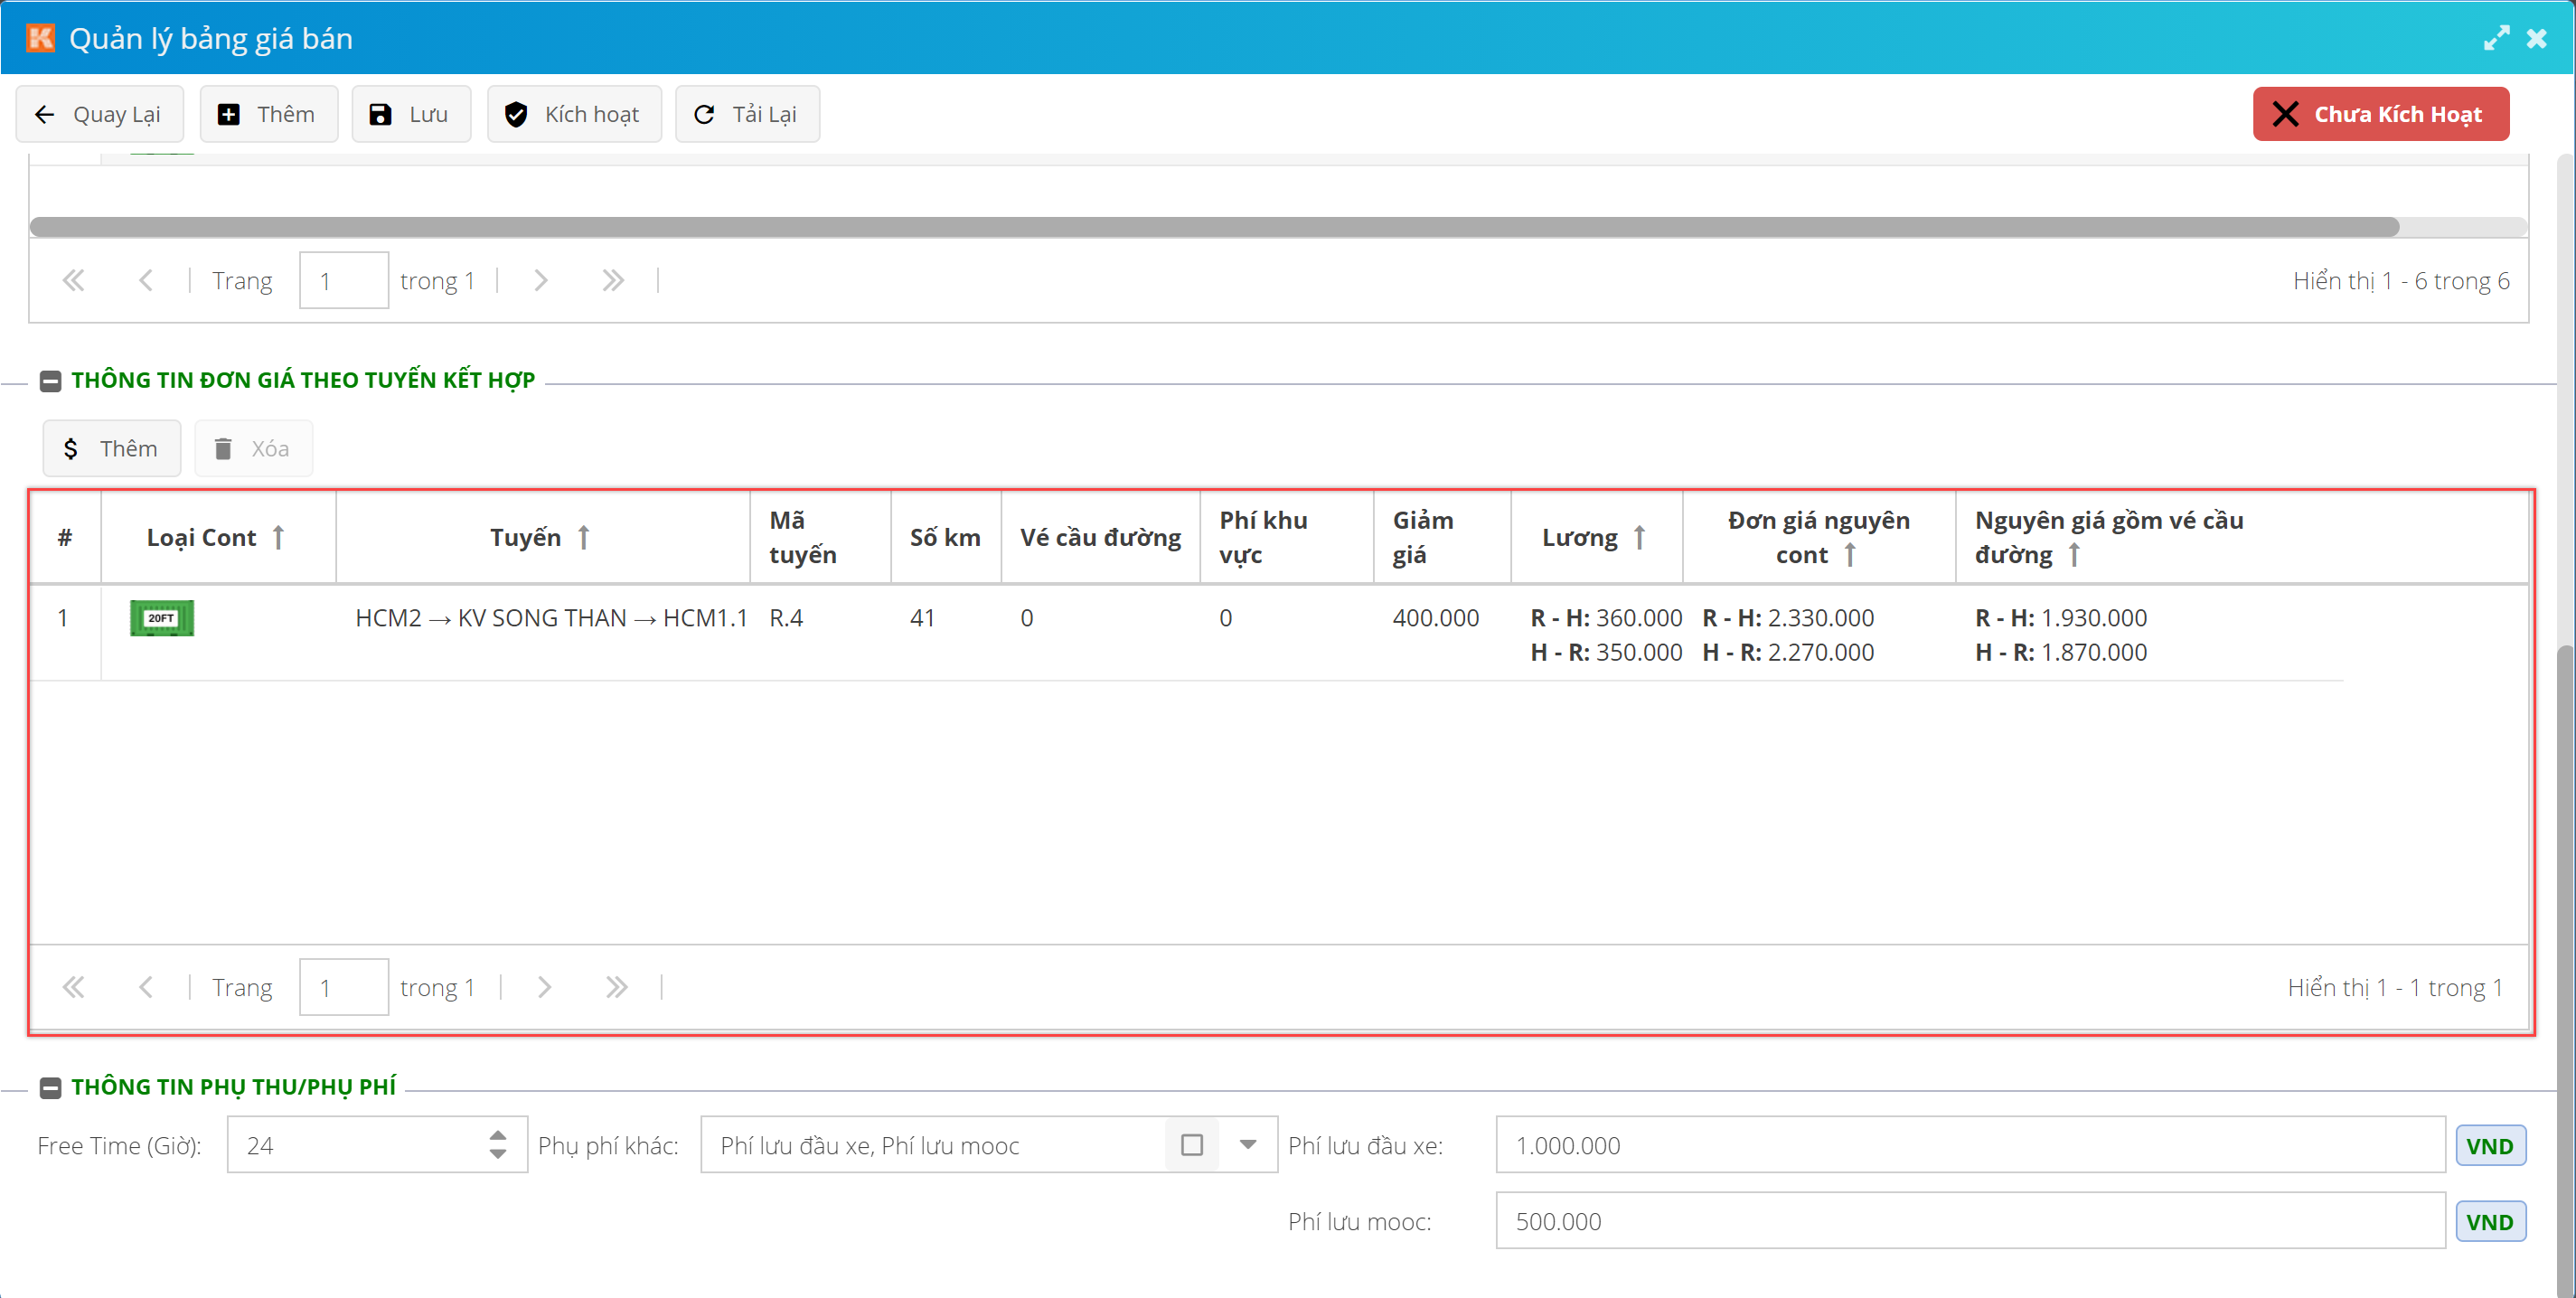 Quản lý bảng giá bán
Quay Lại Thêm Lưu Kích hoạt Tải Lại Chưa Kích Hoạt
Trang 1 trong 1 Hiển thị 1 - 6 trong 6
THÔNG TIN ĐƠN GIÁ THEO TUYẾN KẾT HỢP
$ Thêm Xóa
# Loại Cont ↑ Tuyến ↑ Mã tuyến Số km Vé cầu đường Phí khu vực Giảm giá Lương ↑ Đơn giá nguyên cont ↑ Nguyên giá gồm vé cầu đường ↑
1 20FT HCM2 → KV SONG THAN → HCM1.1 R.4 41 0 0 400.000 R - H: 360.000 R - H: 2.330.000 R - H: 1.930.000
H - R: 350.000 H - R: 2.270.000 H - R: 1.870.000
Trang 1 trong 1 Hiển thị 1 - 1 trong 1
THÔNG TIN PHỤ THU/PHỤ PHÍ
Free Time (Giờ): 24 Phụ phí khác: Phí lưu đầu xe, Phí lưu mooc Phí lưu đầu xe: 1.000.000 VND
Phí lưu mooc: 500.000 VND